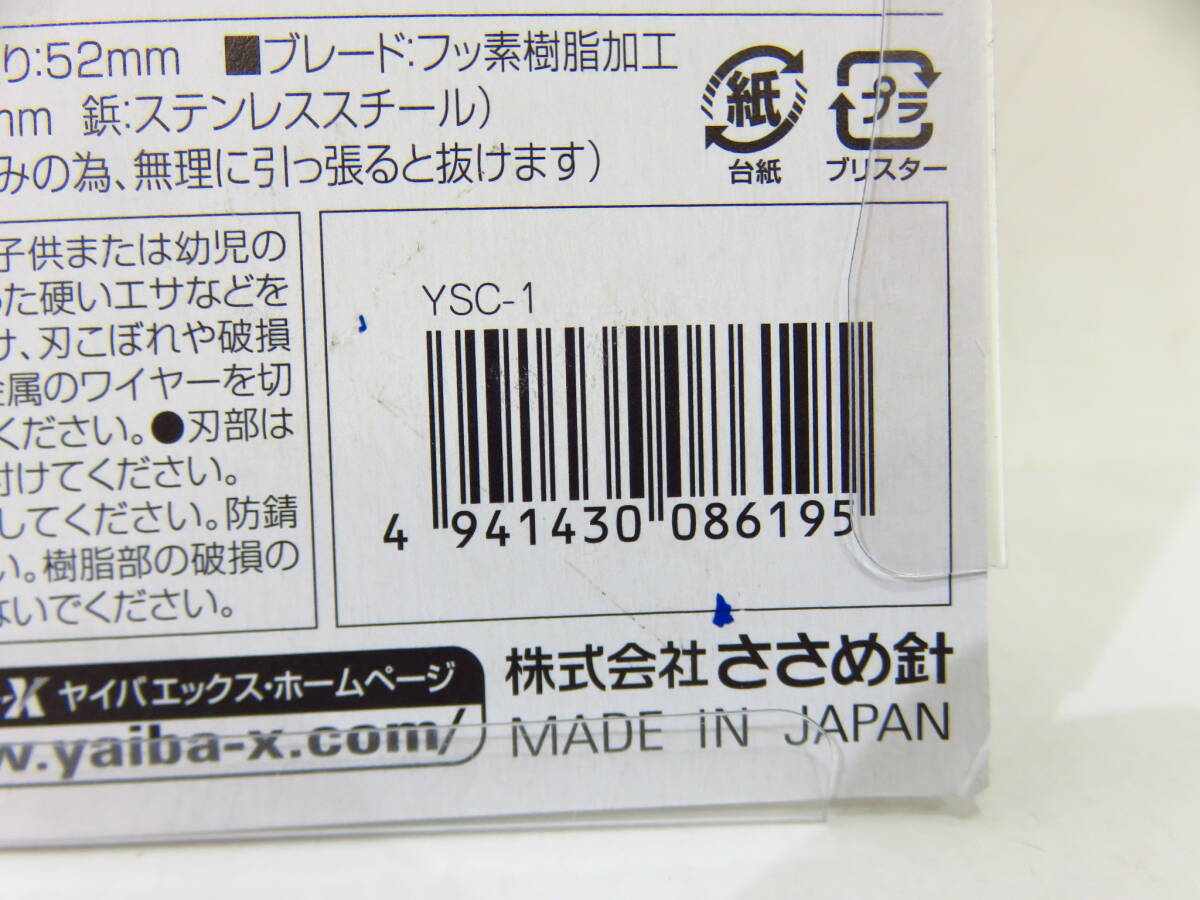 り:52mm ■ブレード:フッ素樹脂加工
mm 鋲:ステンレススチール)
みの為、無理に引っ張ると抜けます)
紙
台紙
プラ
ブリスター
子供または幼児の
た硬いエサなどを
け、刃こぼれや破損
金属のワイヤーを切
ください。●刃部は
付けてください。
してください。防錆
い。樹脂部の破損の
ないでください。
YSC-1
4 941430 086195
X ヤイバエックス・ホームページ
w.yaiba-x.com/
株式会社ささめ針
MADE IN JAPAN